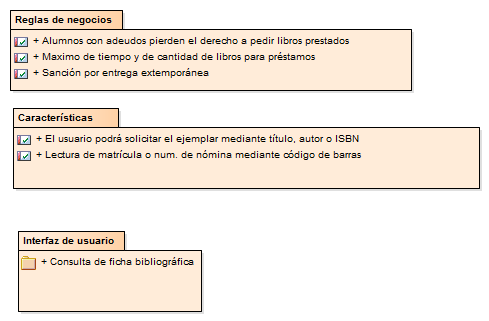 Reglas de negocios
+ Alumnos con adeudos pierden el derecho a pedir libros prestados
+ Maximo de tiempo y de cantidad de libros para préstamos
+ Sanción por entrega extemporánea
Características
+ El usuario podrá solicitar el ejemplar mediante título, autor o ISBN
+ Lectura de matrícula o num. de nómina mediante código de barras
Interfaz de usuario
+ Consulta de ficha bibliográfica